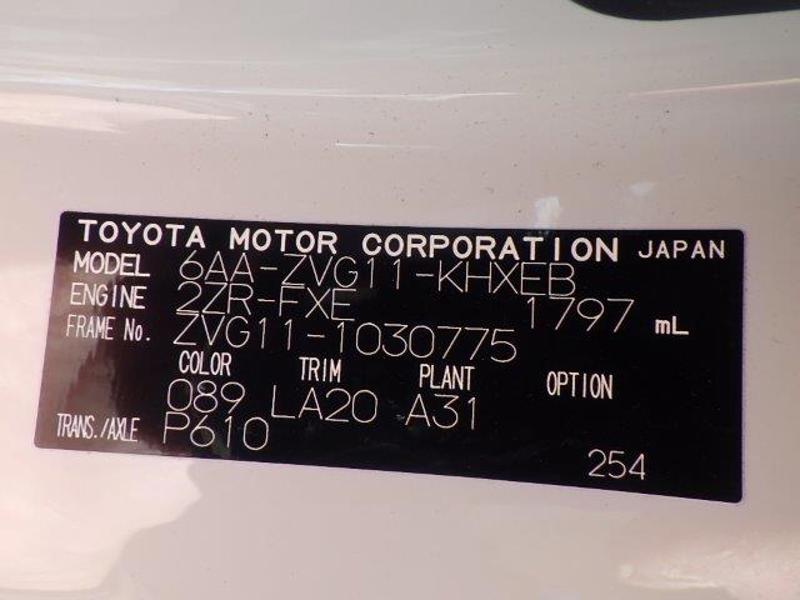 TOYOTA MOTOR CORPORATION JAPAN
MODEL 6AA-ZVG11-KHXEB
ENGINE 2ZR-FXE 1797 mL
FRAME No. ZVG11-1030775
COLOR TRIM PLANT OPTION
089 LA20 A31
TRANS./AXLE P610
254